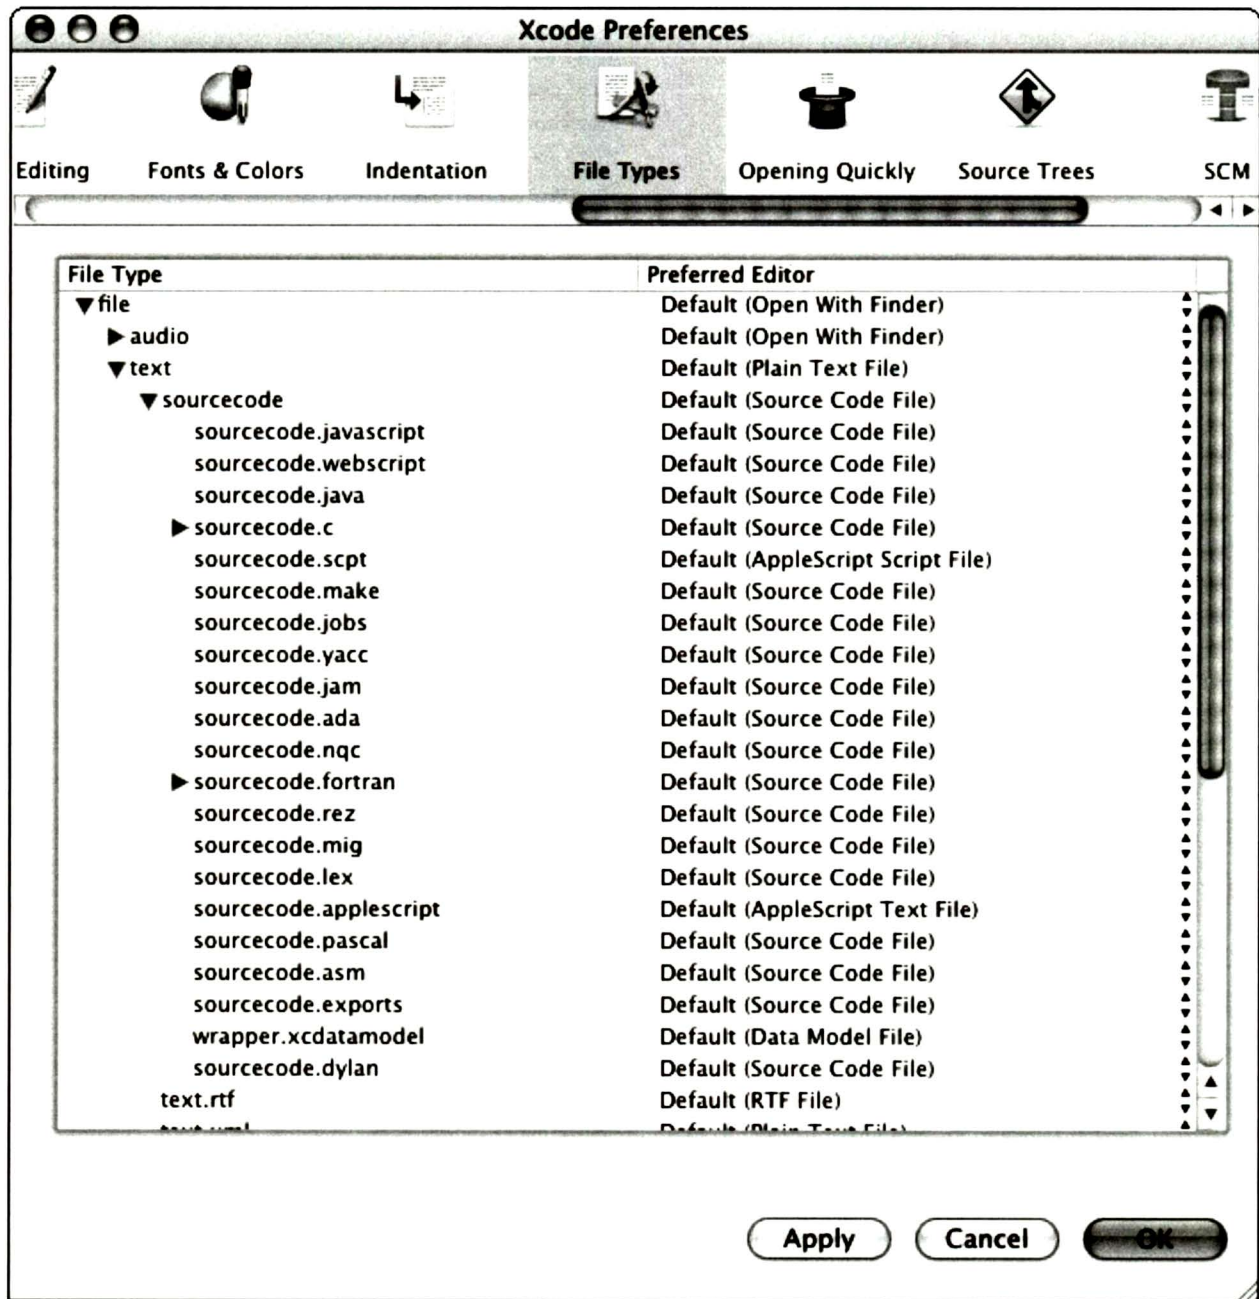 Xcode Preferences
Editing Fonts & Colors Indentation File Types Opening Quickly Source Trees SCM
File Type Preferred Editor
file Default (Open With Finder)
audio Default (Open With Finder)
text Default (Plain Text File)
sourcecode Default (Source Code File)
sourcecode.javascript Default (Source Code File)
sourcecode.webscript Default (Source Code File)
sourcecode.java Default (Source Code File)
sourcecode.c Default (Source Code File)
sourcecode.scpt Default (AppleScript Script File)
sourcecode.make Default (Source Code File)
sourcecode.jobs Default (Source Code File)
sourcecode.yacc Default (Source Code File)
sourcecode.jam Default (Source Code File)
sourcecode.ada Default (Source Code File)
sourcecode.nqc Default (Source Code File)
sourcecode.fortran Default (Source Code File)
sourcecode.rez Default (Source Code File)
sourcecode.mig Default (Source Code File)
sourcecode.lex Default (Source Code File)
sourcecode.applescript Default (AppleScript Text File)
sourcecode.pascal Default (Source Code File)
sourcecode.asm Default (Source Code File)
sourcecode.exports Default (Source Code File)
wrapper.xcdatamodel Default (Data Model File)
sourcecode.dylan Default (Source Code File)
text.rtf Default (RTF File)
Default (Plain Text File)
Apply Cancel OK